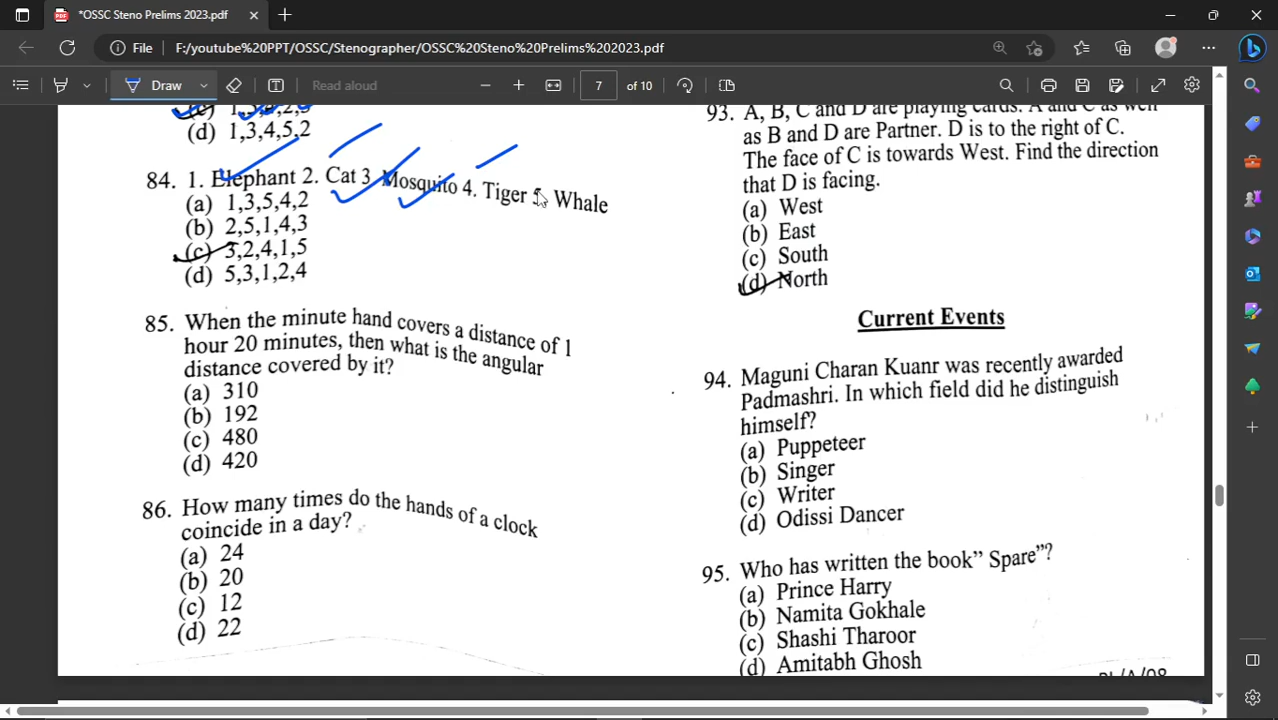 *OSSC Steno Prelims 2023.pdf
File
F:/youtube%20PPT/OSSC/Stenographer/OSSC%20Steno%20Prelims%202023.pdf
Draw
Read aloud
7
of 10
(d) 1,3,4,5,2
84. 1. Elephant 2. Cat 3 Mosquito 4. Tiger 5. Whale
(a) 1,3,5,4,2
(b) 2,5,1,4,3
(c) 3,2,4,1,5
(d) 5,3,1,2,4
85. When the minute hand covers a distance of 1
hour 20 minutes, then what is the angular
distance covered by it?
(a) 310
(b) 192
(c) 480
(d) 420
86. How many times do the hands of a clock
coincide in a day?
(a) 24
(b) 20
(c) 12
(d) 22
93. A, B, C and D are playing cards. A and C as well
as B and D are Partner. D is to the right of C.
The face of C is towards West. Find the direction
that D is facing.
(a) West
(b) East
(c) South
(d) North
Current Events
94. Maguni Charan Kuanr was recently awarded
Padmashri. In which field did he distinguish
himself?
(a) Puppeteer
(b) Singer
(c) Writer
(d) Odissi Dancer
95. Who has written the book” Spare”?
(a) Prince Harry
(b) Namita Gokhale
(c) Shashi Tharoor
(d) Amitabh Ghosh